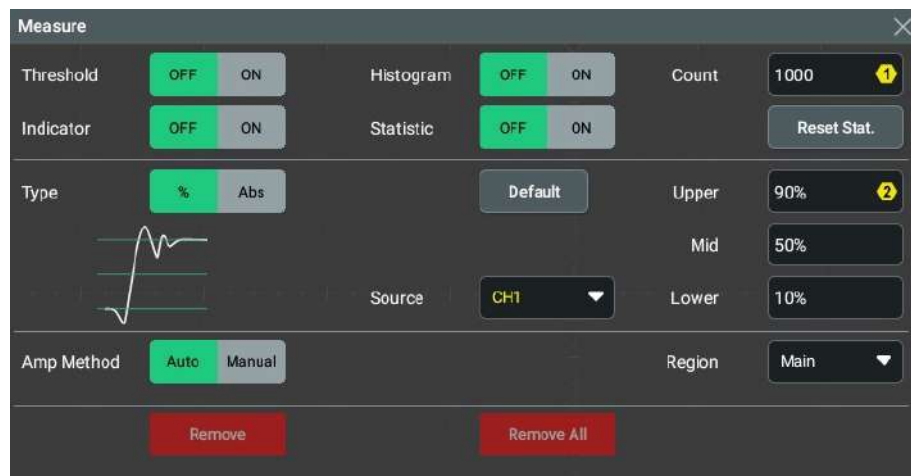 Measure
Threshold OFF ON Histogram OFF ON Count 1000 1
Indicator OFF ON Statistic OFF ON Reset Stat.
Type % Abs Default Upper 90% 2
Mid 50%
Source CH1 Lower 10%
Amp Method Auto Manual Region Main
Remove Remove All